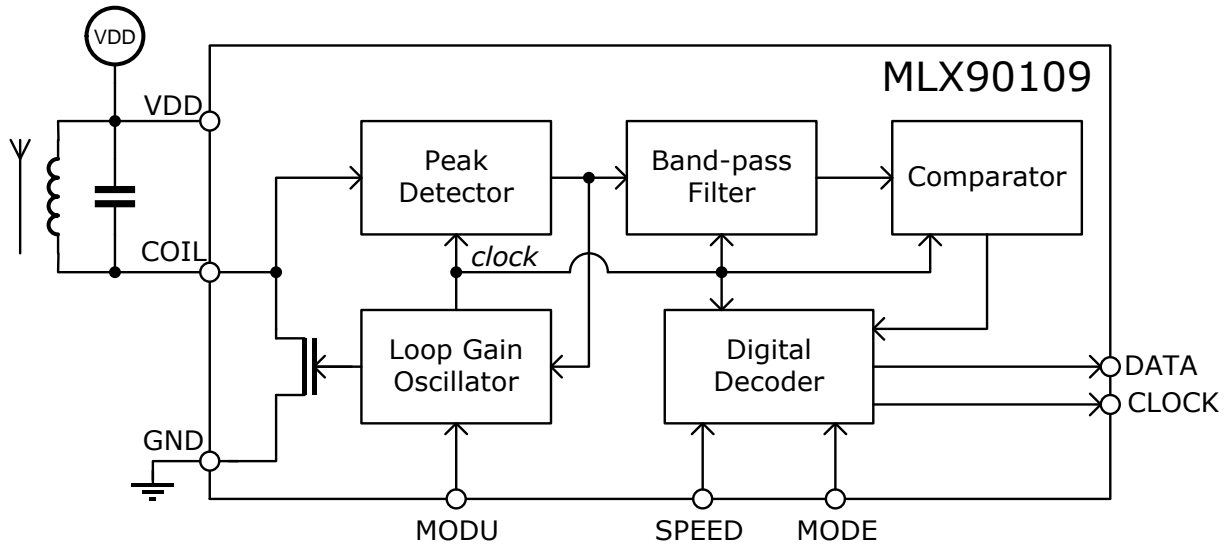 VDD
MLX90109
VDD
Peak
Detector
Band-pass
Filter
Comparator
COIL
clock
Loop Gain
Oscillator
Digital
Decoder
DATA
CLOCK
GND
MODU
SPEED
MODE